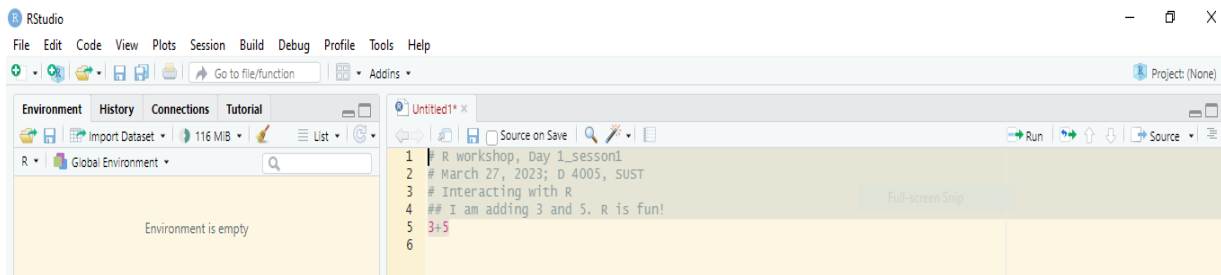 RStudio
File Edit Code View Plots Session Build Debug Profile Tools Help
Go to file/function Addins Project: (None)
Environment History Connections Tutorial
Import Dataset 116 MiB List
R Global Environment
Environment is empty
Untitled1*
Source on Save Run Source
1 # R workshop, Day 1_sesson1
2 # March 27, 2023; D 4005, SUST
3 # Interacting with R
4 ## I am adding 3 and 5. R is fun!
5 3+5
6
Full-screen Snip